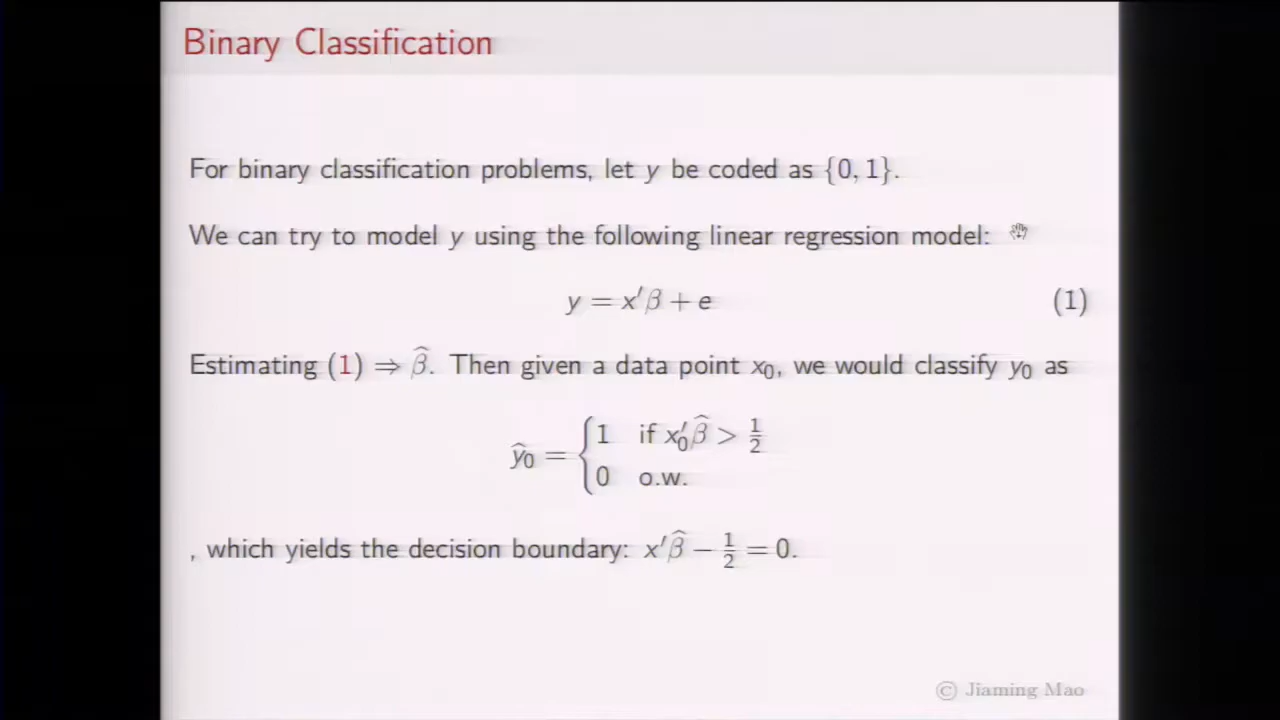 Binary Classification
For binary classification problems, let y be coded as {0, 1}.
We can try to model y using the following linear regression model:
y = x′β + e (1)
Estimating (1) ⇒ β̂. Then given a data point x₀, we would classify y₀ as
ŷ₀ = { 1 if x₀′β̂ > 1/2
0 o.w.
, which yields the decision boundary: x′β̂ − 1/2 = 0.
© Jiaming Mao